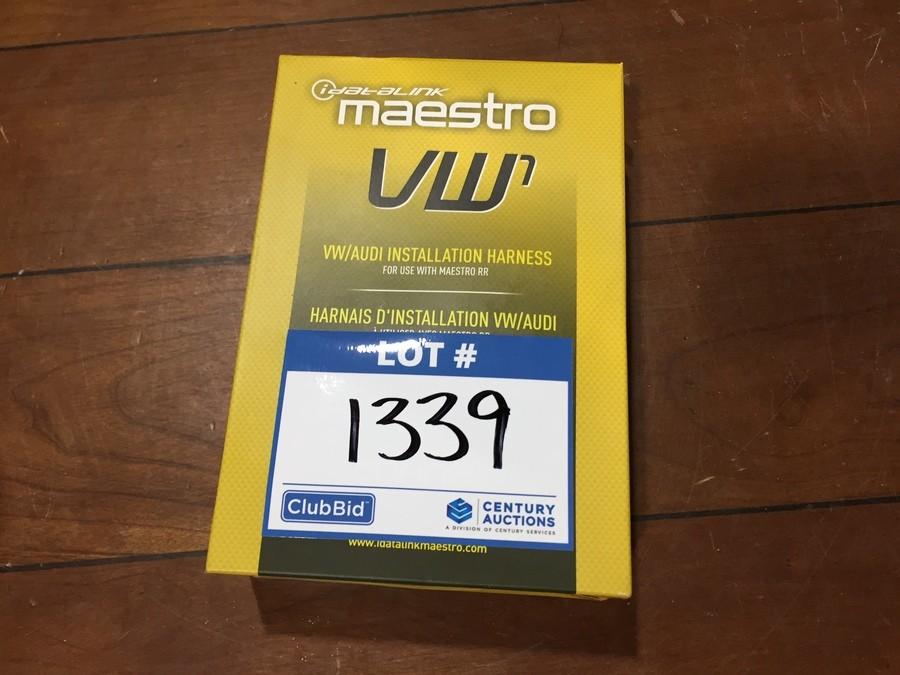 iDatalink
maestro
VW1
VW/AUDI INSTALLATION HARNESS
FOR USE WITH MAESTRO RR
HARNAIS D'INSTALLATION VW/AUDI
LOT #
1339
ClubBid™
CENTURY
AUCTIONS
A DIVISION OF CENTURY SERVICES
www.idatalinkmaestro.com